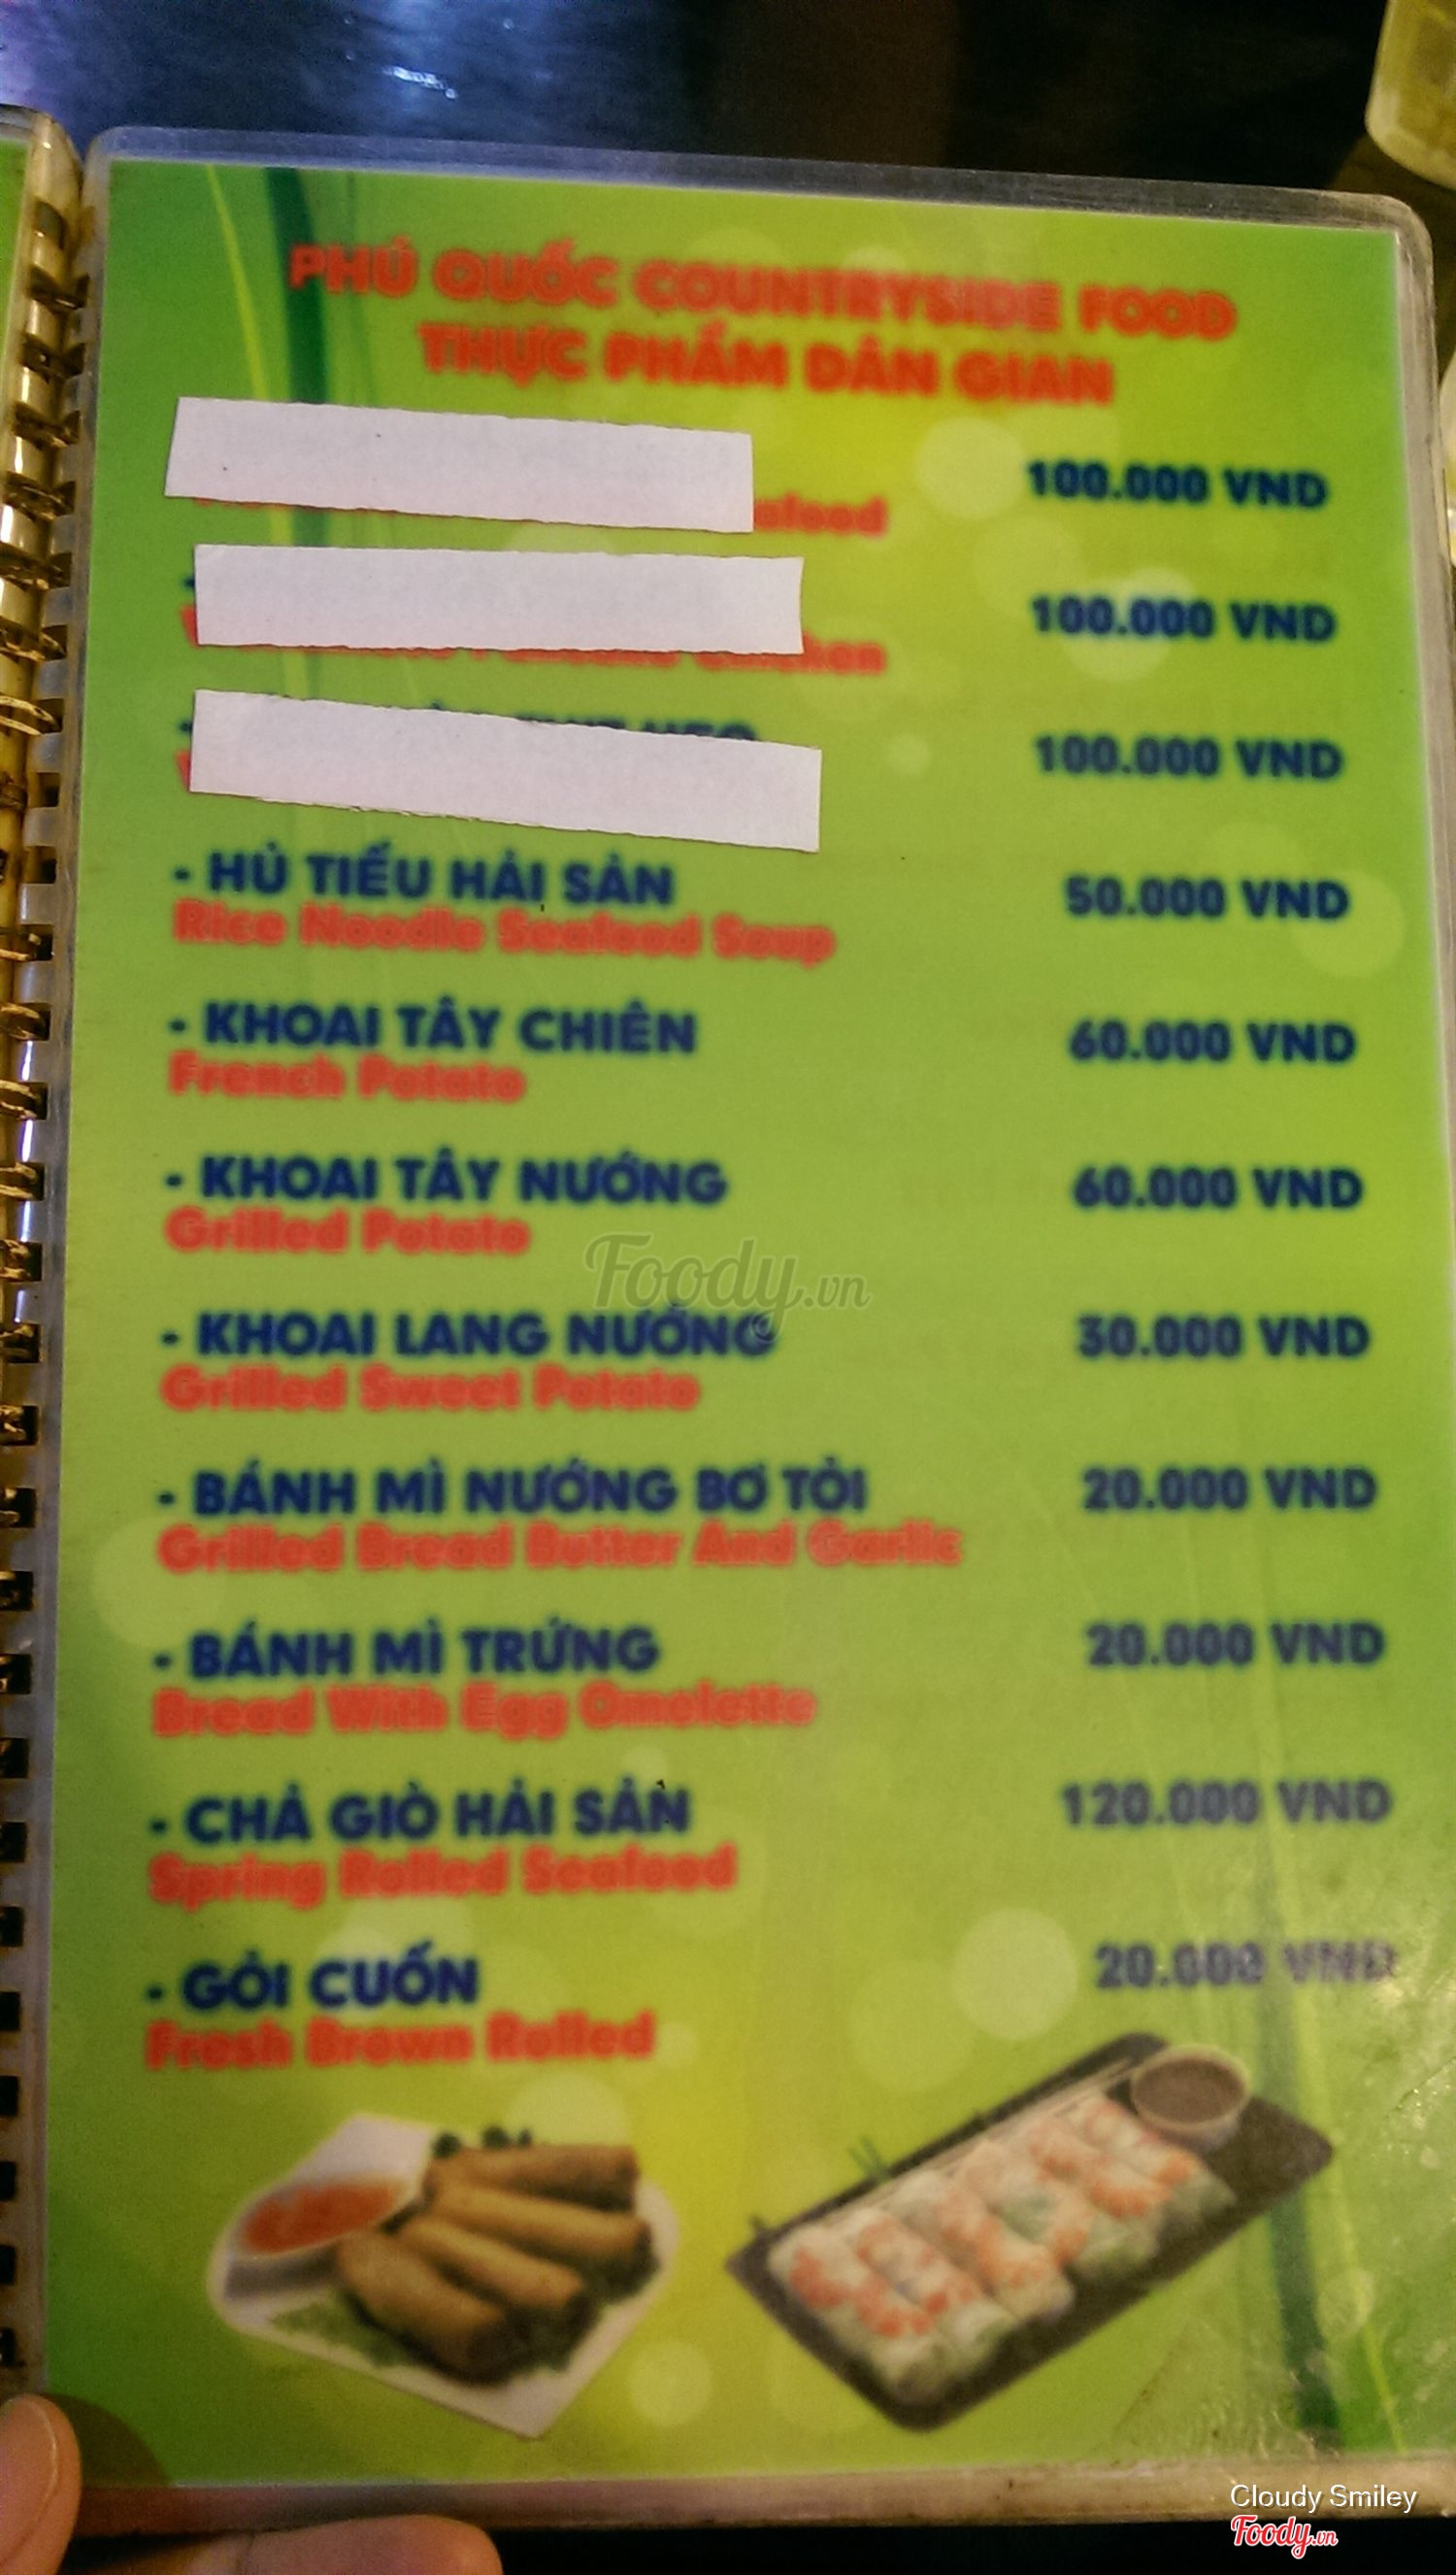 PHÚ QUỐC COUNTRYSIDE FOOD
THỰC PHẨM DÂN GIAN
100.000 VND
100.000 VND
100.000 VND
- HỦ TIẾU HẢI SẢN 50.000 VND
Rice Noodle Seafood Soup
- KHOAI TÂY CHIÊN 60.000 VND
French Potato
- KHOAI TÂY NƯỚNG 60.000 VND
Grilled Potato
Foody.vn
- KHOAI LANG NƯỚNG 30.000 VND
Grilled Sweet Potato
- BÁNH MÌ NƯỚNG BƠ TỎI 20.000 VND
Grilled Bread Butter And Garlic
- BÁNH MÌ TRỨNG 20.000 VND
Bread With Egg Omelette
- CHẢ GIÒ HẢI SẢN 120.000 VND
Spring Rolled Seafood
- GỎI CUỐN 20.000 VND
Fresh Brown Rolled
Cloudy Smiley
Foody.vn